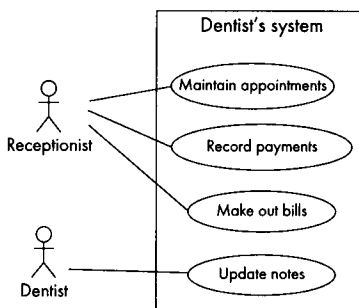 Dentist's system
Maintain appointments
Receptionist
Record payments
Make out bills
Dentist
Update notes